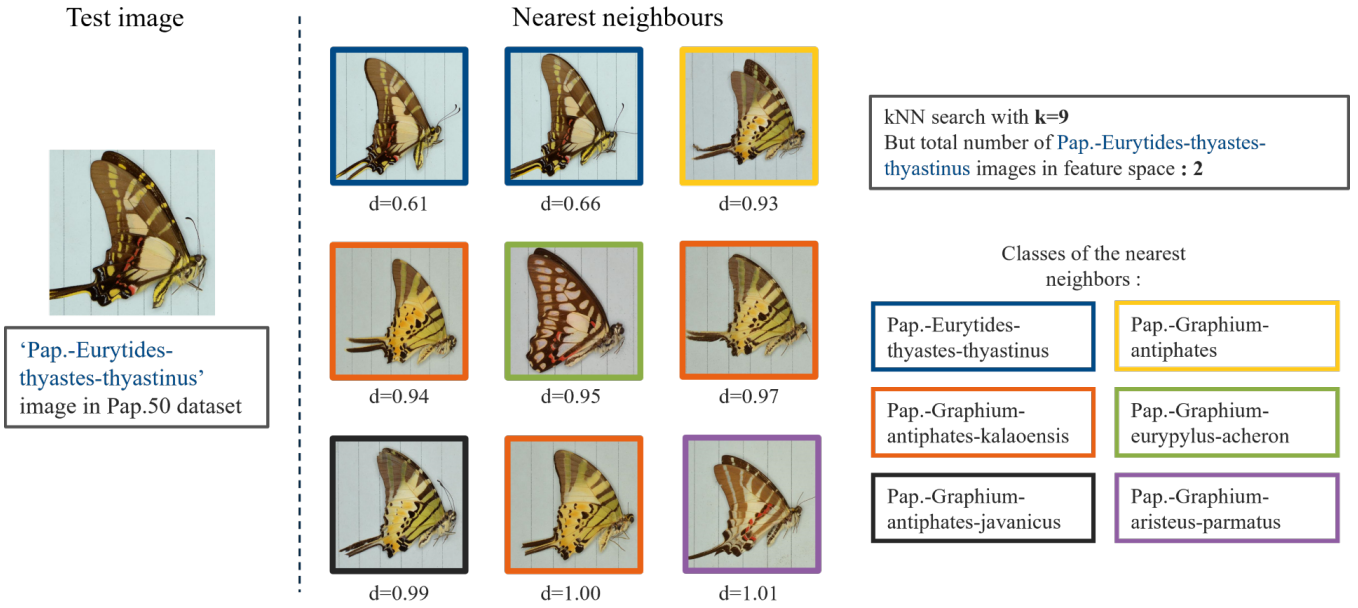 Test image
Nearest neighbours
‘Pap.-Eurytides-
thyastes-thyastinus’
image in Pap.50 dataset
d=0.61
d=0.66
d=0.93
d=0.94
d=0.95
d=0.97
d=0.99
d=1.00
d=1.01
kNN search with k=9
But total number of Pap.-Eurytides-thyastes-
thyastinus images in feature space : 2
Classes of the nearest
neighbors :
Pap.-Eurytides-
thyastes-thyastinus
Pap.-Graphium-
antiphates
Pap.-Graphium-
antiphates-kalaoensis
Pap.-Graphium-
eurypylus-acheron
Pap.-Graphium-
antiphates-javanicus
Pap.-Graphium-
aristeus-parmatus